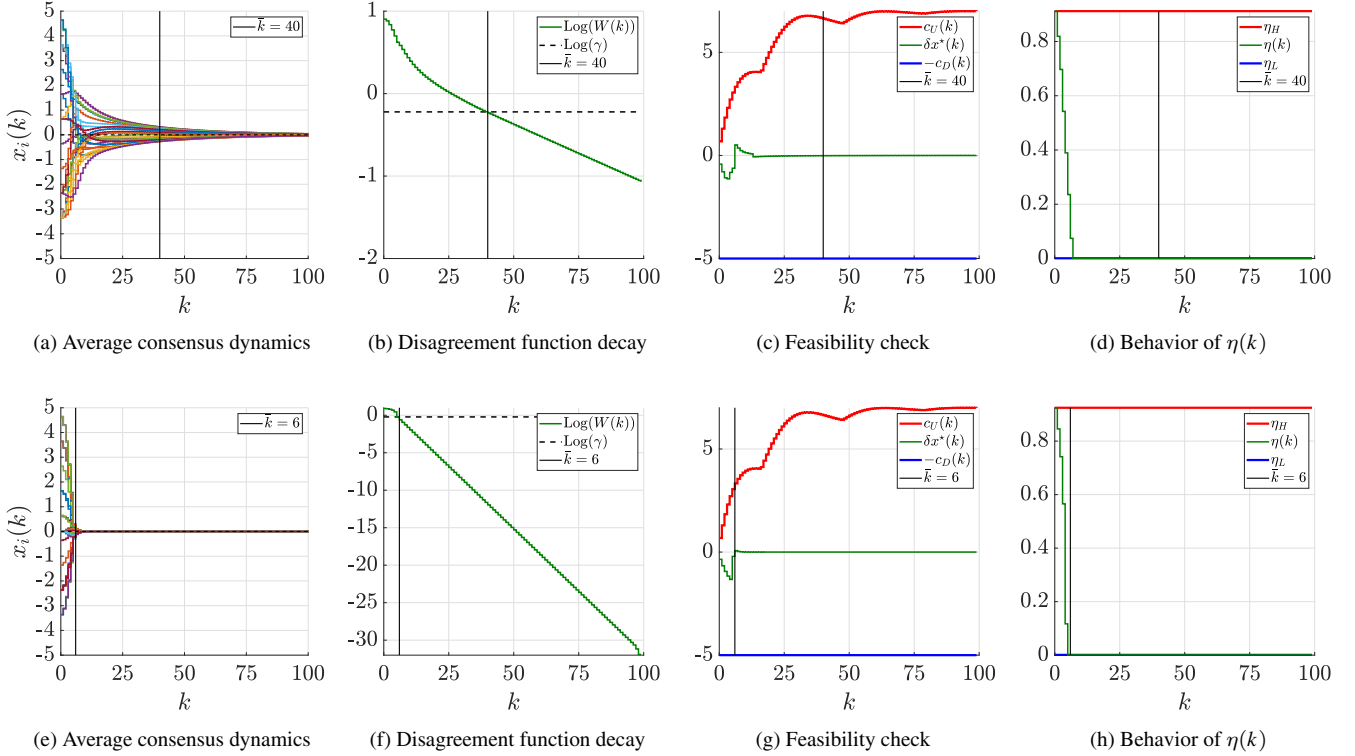 5
4
3
2
1
0
-1
-2
-3
-4
-5
x_i(k)
0 25 50 75 100
k
k̄ = 40
(a) Average consensus dynamics
1
0
-1
-2
0 25 50 75 100
k
Log(W(k))
Log(γ)
k̄ = 40
(b) Disagreement function decay
5
0
-5
0 25 50 75 100
k
c_U(k)
δx⋆(k)
−c_D(k)
k̄ = 40
(c) Feasibility check
0.8
0.6
0.4
0.2
0
0 25 50 75 100
k
η_H
η(k)
η_L
k̄ = 40
(d) Behavior of η(k)
5
4
3
2
1
0
-1
-2
-3
-4
-5
x_i(k)
0 25 50 75 100
k
k̄ = 6
(e) Average consensus dynamics
0
-5
-10
-15
-20
-25
-30
0 25 50 75 100
k
Log(W(k))
Log(γ)
k̄ = 6
(f) Disagreement function decay
5
0
-5
0 25 50 75 100
k
c_U(k)
δx⋆(k)
−c_D(k)
k̄ = 6
(g) Feasibility check
0.8
0.6
0.4
0.2
0
0 25 50 75 100
k
η_H
η(k)
η_L
k̄ = 6
(h) Behavior of η(k)